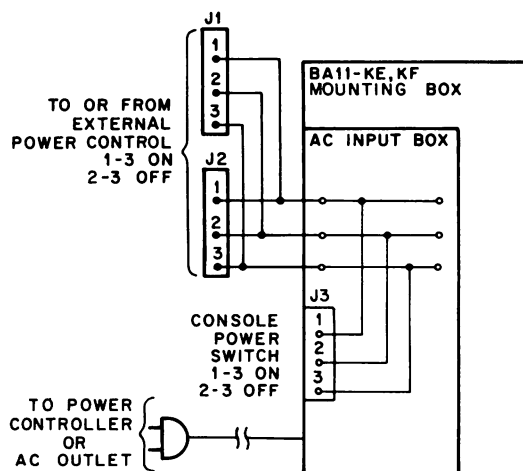 J1
1
2
3
TO OR FROM
EXTERNAL
POWER CONTROL
1-3 ON
2-3 OFF
J2
1
2
3
BA11-KE,KF
MOUNTING BOX
AC INPUT BOX
J3
1
2
3
CONSOLE
POWER
SWITCH
1-3 ON
2-3 OFF
TO POWER
CONTROLLER
OR
AC OUTLET